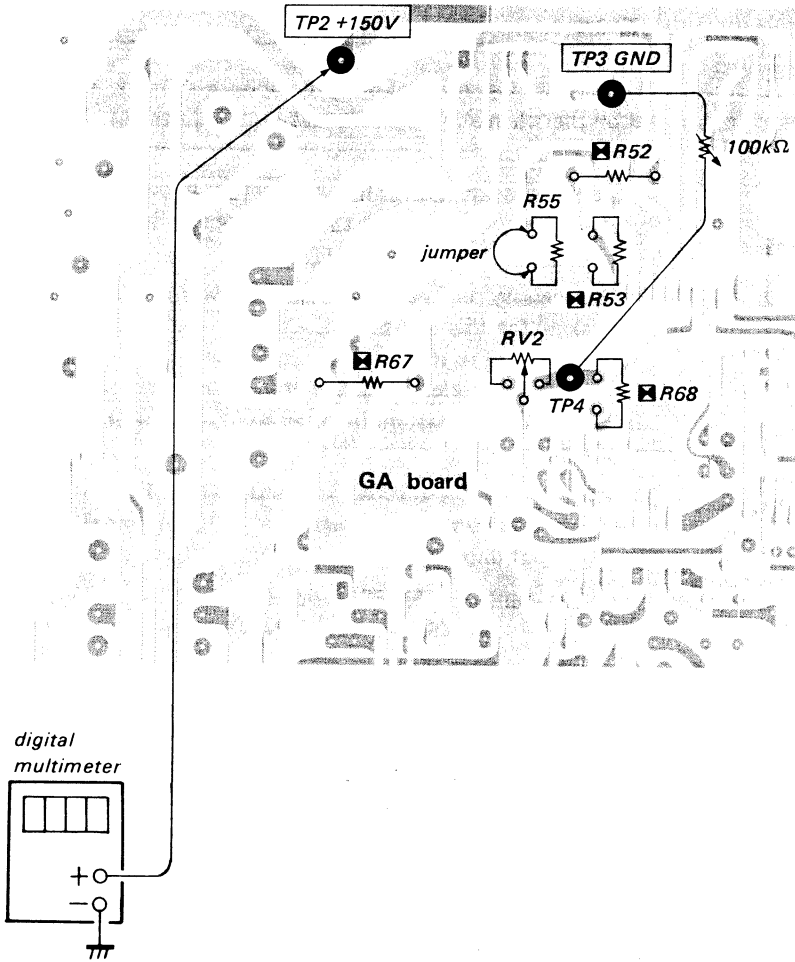 TP2 +150V
TP3 GND
100kΩ
R52
R55
jumper
R53
RV2
R67
TP4
R68
GA board
digital
multimeter
+
−